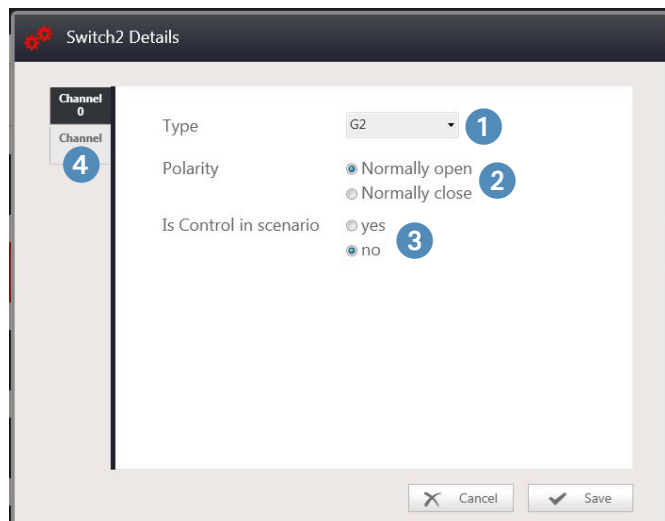 Switch2 Details
Channel
0
Channel
4
Type
G2
1
Polarity
Normally open
2
Normally close
Is Control in scenario
yes
3
no
Cancel
Save